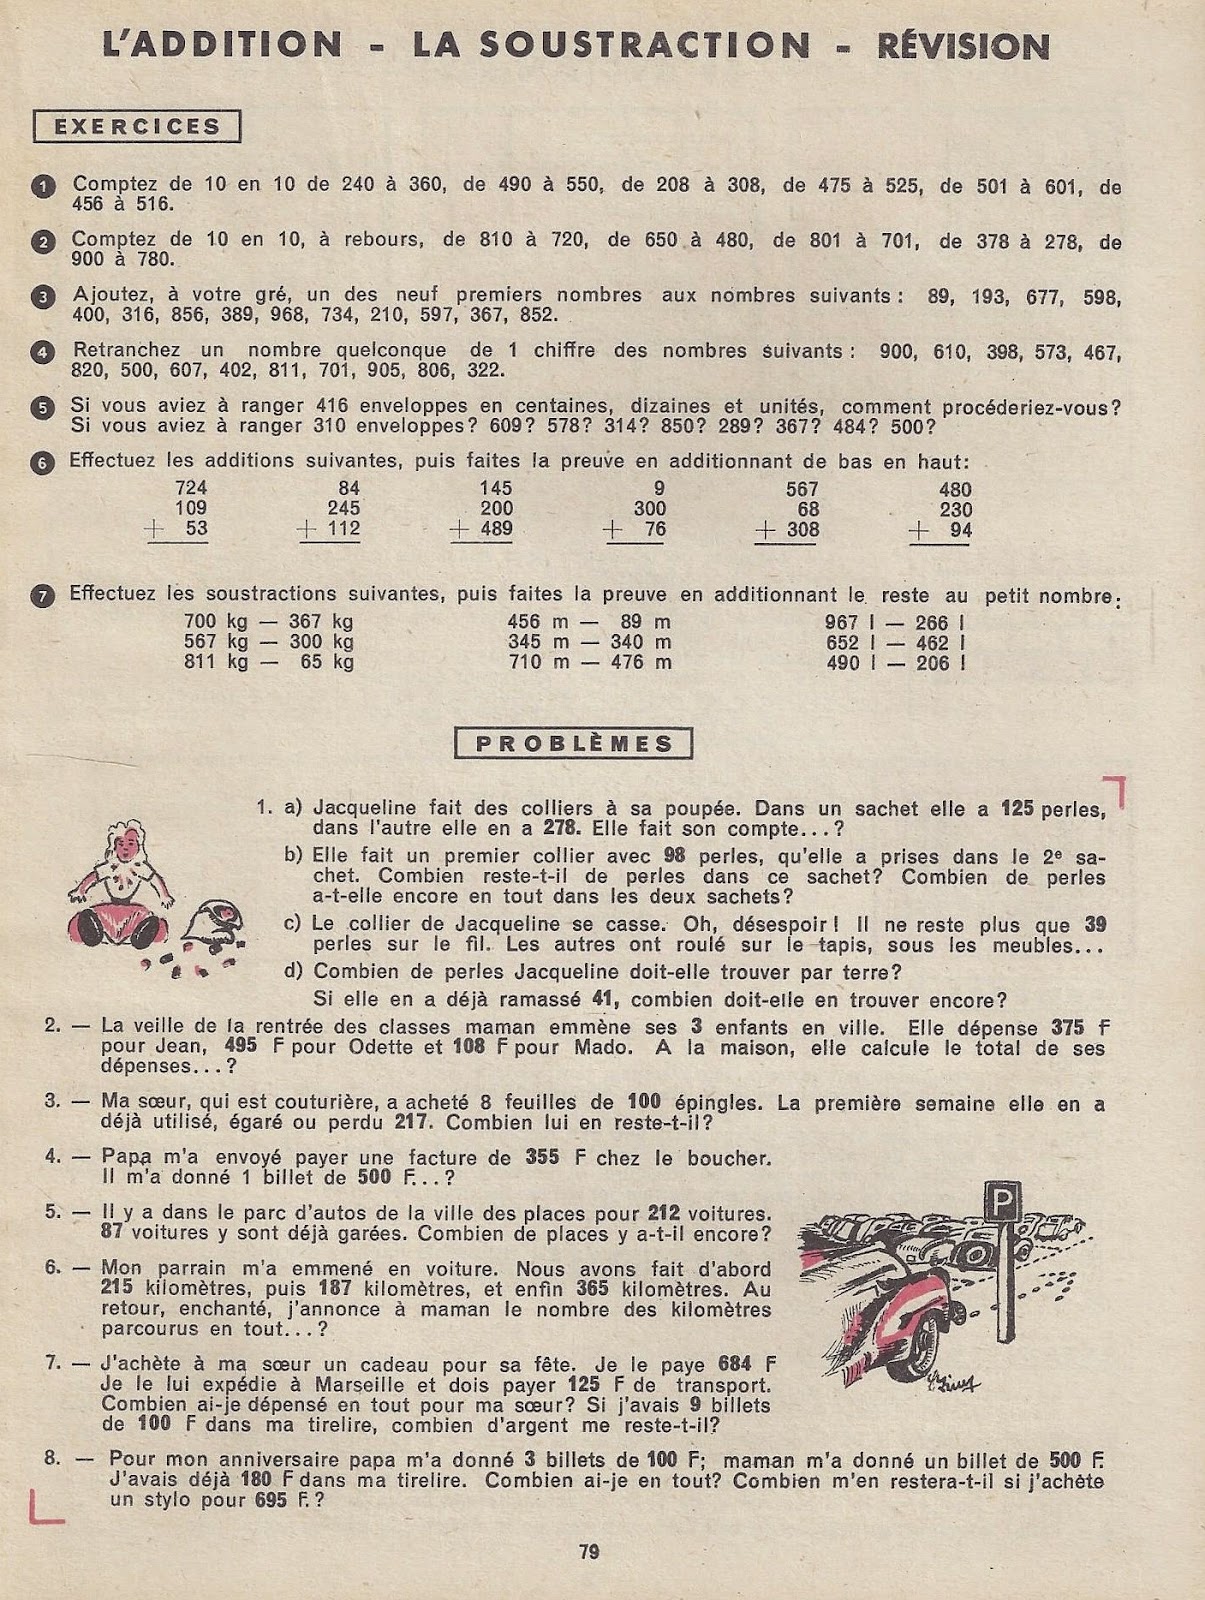 L'ADDITION - LA SOUSTRACTION - RÉVISION
EXERCICES
1 Comptez de 10 en 10 de 240 à 360, de 490 à 550, de 208 à 308, de 475 à 525, de 501 à 601, de
456 à 516.
2 Comptez de 10 en 10, à rebours, de 810 à 720, de 650 à 480, de 801 à 701, de 378 à 278, de
900 à 780.
3 Ajoutez, à votre gré, un des neuf premiers nombres aux nombres suivants : 89, 193, 677, 598,
400, 316, 856, 389, 968, 734, 210, 597, 367, 852.
4 Retranchez un nombre quelconque de 1 chiffre des nombres suivants : 900, 610, 398, 573, 467,
820, 500, 607, 402, 811, 701, 905, 806, 322.
5 Si vous aviez à ranger 416 enveloppes en centaines, dizaines et unités, comment procéderiez-vous?
Si vous aviez à ranger 310 enveloppes? 609? 578? 314? 850? 289? 367? 484? 500?
6 Effectuez les additions suivantes, puis faites la preuve en additionnant de bas en haut:
724 84 145 9 567 480
109 245 200 300 68 230
+ 53 + 112 + 489 + 76 + 308 + 94
7 Effectuez les soustractions suivantes, puis faites la preuve en additionnant le reste au petit nombre:
700 kg — 367 kg 456 m — 89 m 967 l — 266 l
567 kg — 300 kg 345 m — 340 m 652 l — 462 l
811 kg — 65 kg 710 m — 476 m 490 l — 206 l
PROBLÈMES
1. a) Jacqueline fait des colliers à sa poupée. Dans un sachet elle a 125 perles,
dans l'autre elle en a 278. Elle fait son compte...?
b) Elle fait un premier collier avec 98 perles, qu'elle a prises dans le 2e sa-
chet. Combien reste-t-il de perles dans ce sachet? Combien de perles
a-t-elle encore en tout dans les deux sachets?
c) Le collier de Jacqueline se casse. Oh, désespoir! Il ne reste plus que 39
perles sur le fil. Les autres ont roulé sur le tapis, sous les meubles...
d) Combien de perles Jacqueline doit-elle trouver par terre?
Si elle en a déjà ramassé 41, combien doit-elle en trouver encore?
2. — La veille de la rentrée des classes maman emmène ses 3 enfants en ville. Elle dépense 375 F
pour Jean, 495 F pour Odette et 108 F pour Mado. A la maison, elle calcule le total de ses
dépenses...?
3. — Ma sœur, qui est couturière, a acheté 8 feuilles de 100 épingles. La première semaine elle en a
déjà utilisé, égaré ou perdu 217. Combien lui en reste-t-il?
4. — Papa m'a envoyé payer une facture de 355 F chez le boucher.
Il m'a donné 1 billet de 500 F...?
5. — Il y a dans le parc d'autos de la ville des places pour 212 voitures.
87 voitures y sont déjà garées. Combien de places y a-t-il encore?
P
6. — Mon parrain m'a emmené en voiture. Nous avons fait d'abord
215 kilomètres, puis 187 kilomètres, et enfin 365 kilomètres. Au
retour, enchanté, j'annonce à maman le nombre des kilomètres
parcourus en tout...?
7. — J'achète à ma sœur un cadeau pour sa fête. Je le paye 684 F
Je le lui expédie à Marseille et dois payer 125 F de transport.
Combien ai-je dépensé en tout pour ma sœur? Si j'avais 9 billets
de 100 F dans ma tirelire, combien d'argent me reste-t-il?
8. — Pour mon anniversaire papa m'a donné 3 billets de 100 F; maman m'a donné un billet de 500 F.
J'avais déjà 180 F dans ma tirelire. Combien ai-je en tout? Combien m'en restera-t-il si j'achète
un stylo pour 695 F.?
79